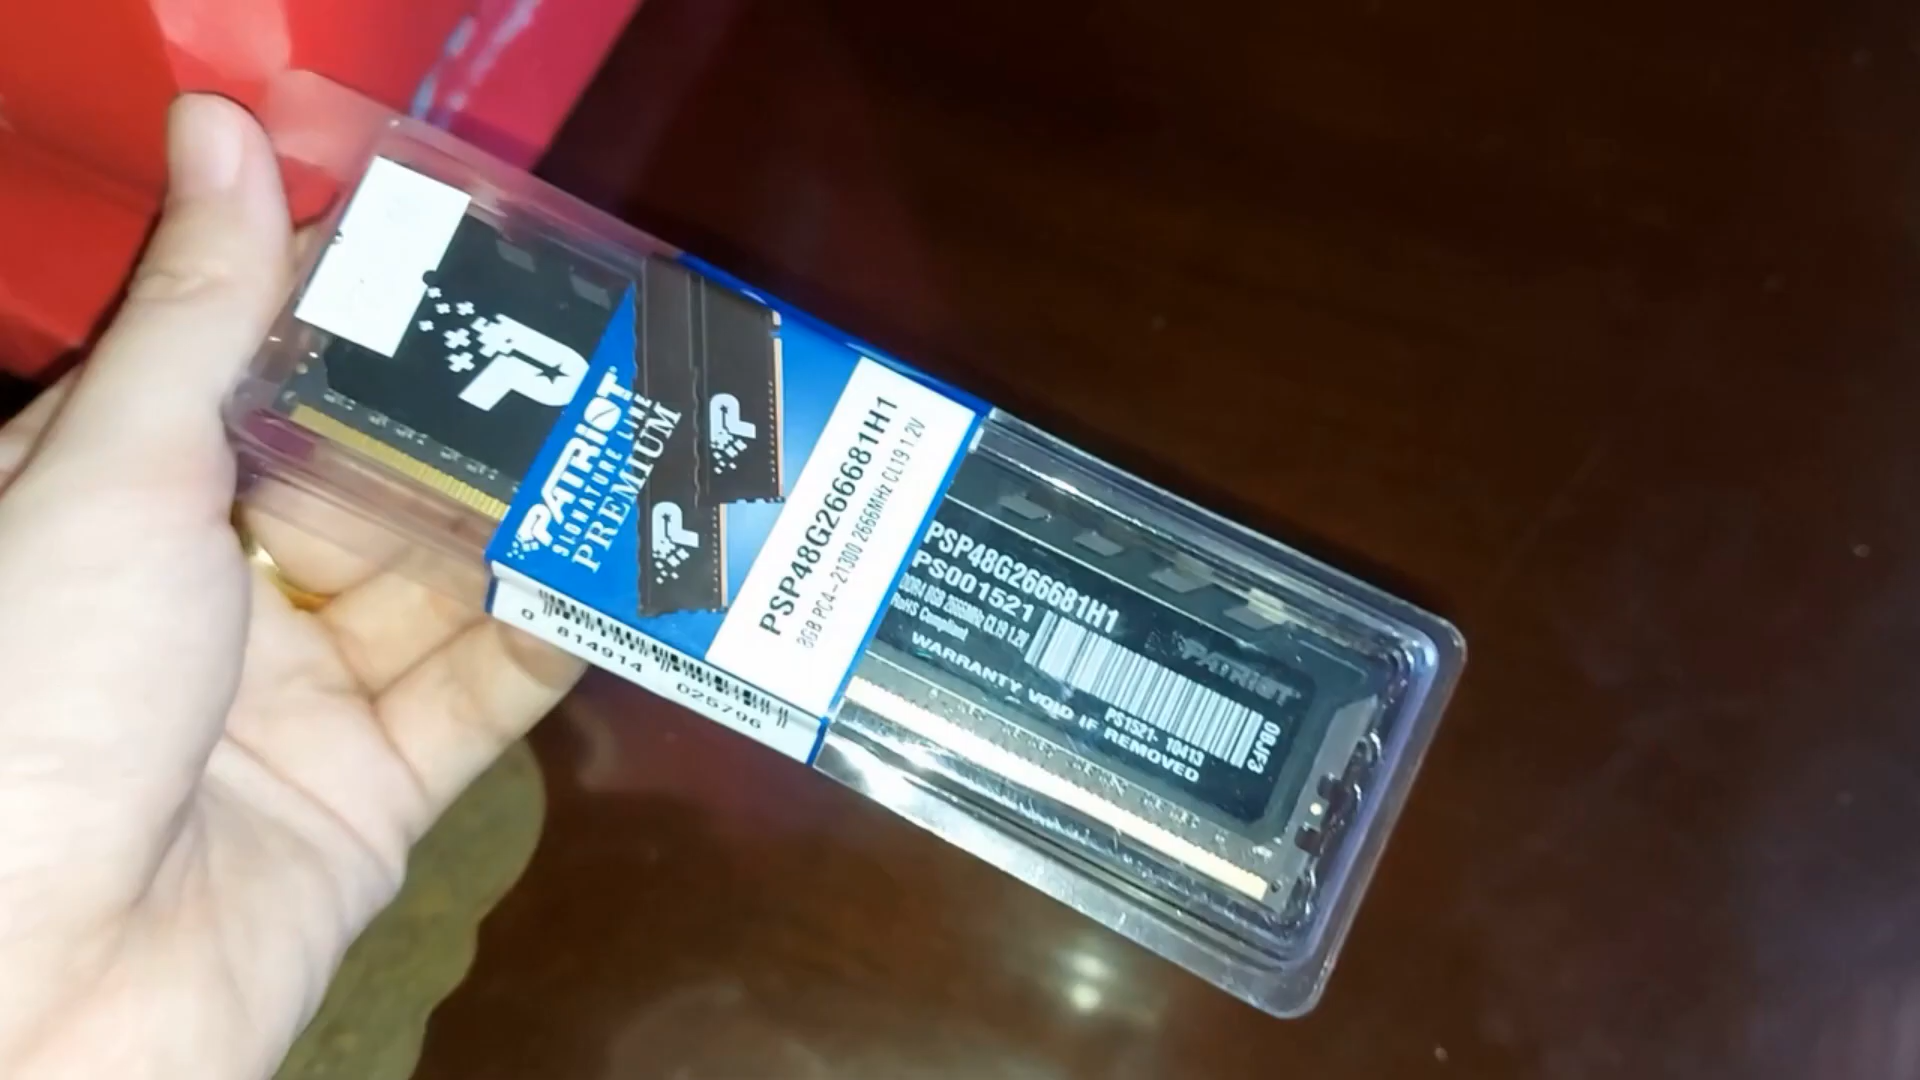 PATRIOT
SIGNATURE LINE
PREMIUM
PSP48G266681H1
8GB PC4-21300 2666MHz CL19 1.2V
0 814914 025796
PSP48G266681H1
PS001521
DDR4 8GB 2666MHz CL19 1.2V
RoHS Compliant
PS1521- 10413
WARRANTY VOID IF REMOVED
PATRIOT